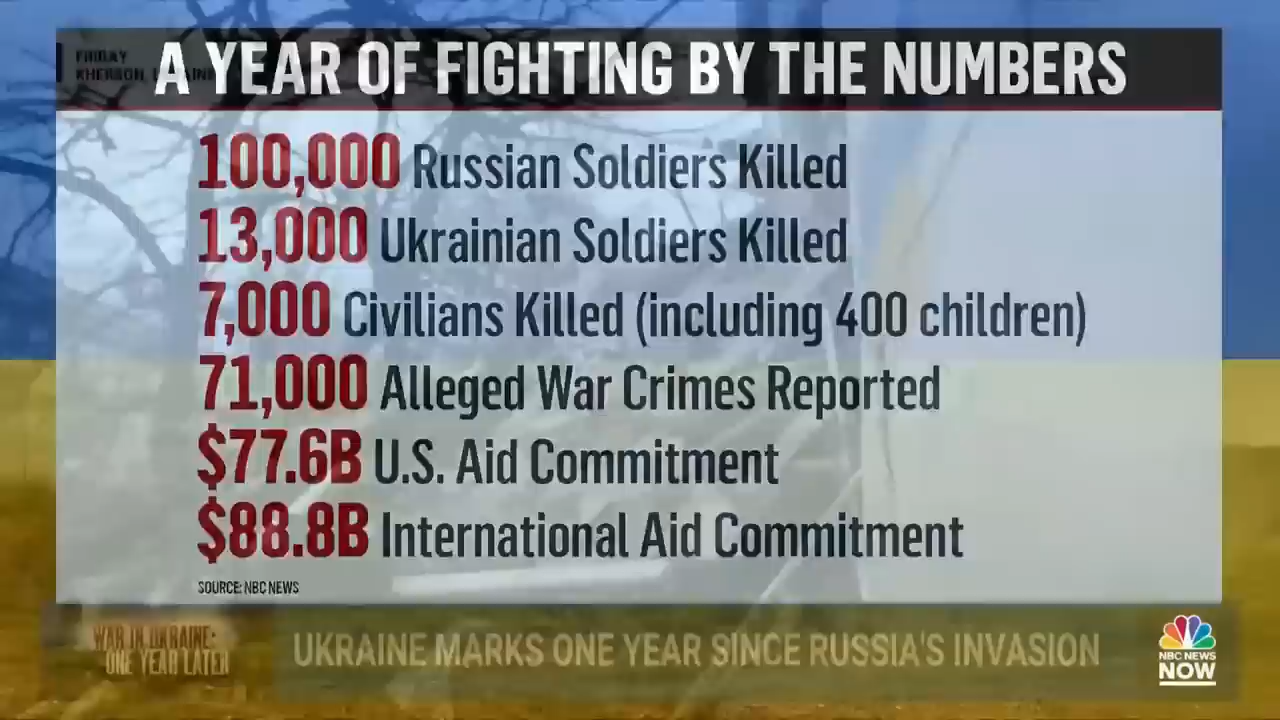 FRIDAY
KHERSON, UKRAINE
A YEAR OF FIGHTING BY THE NUMBERS
100,000 Russian Soldiers Killed
13,000 Ukrainian Soldiers Killed
7,000 Civilians Killed (including 400 children)
71,000 Alleged War Crimes Reported
$77.6B U.S. Aid Commitment
$88.8B International Aid Commitment
SOURCE: NBC NEWS
WAR IN UKRAINE:
ONE YEAR LATER
UKRAINE MARKS ONE YEAR SINCE RUSSIA'S INVASION
NBC NEWS
NOW